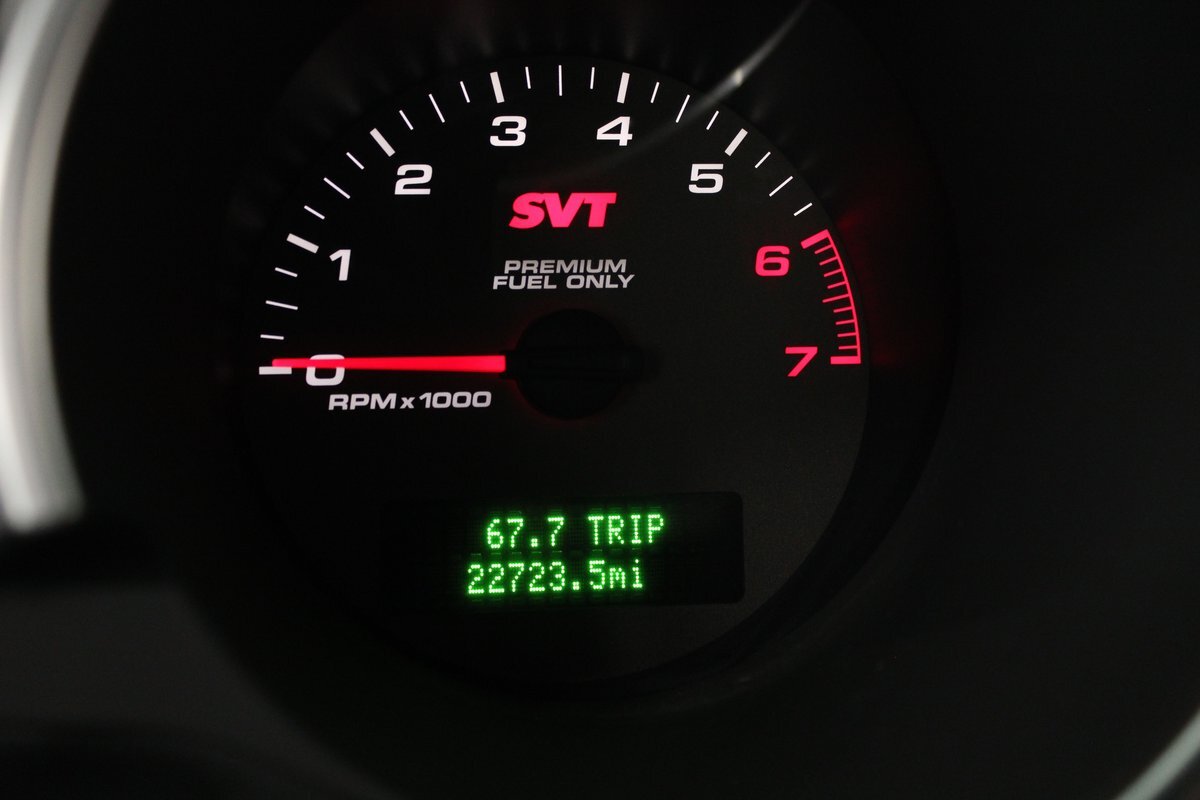 3 4
2 5
SVT
1 PREMIUM 6
FUEL ONLY
0 7
RPM x 1000
67.7 TRIP
22723.5mi